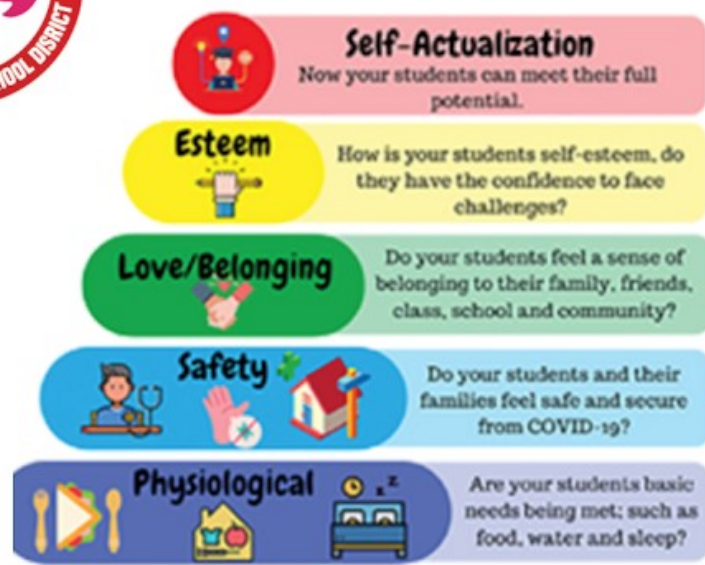 OOL DISRICT
Self-Actualization
Now your students can meet their full
potential.
Esteem
How is your students self-esteem, do
they have the confidence to face
challenges?
Love/Belonging
Do your students feel a sense of
belonging to their family, friends,
class, school and community?
Safety
Do your students and their
families feel safe and secure
from COVID-19?
Physiological
z z
Are your students basic
needs being met; such as
food, water and sleep?